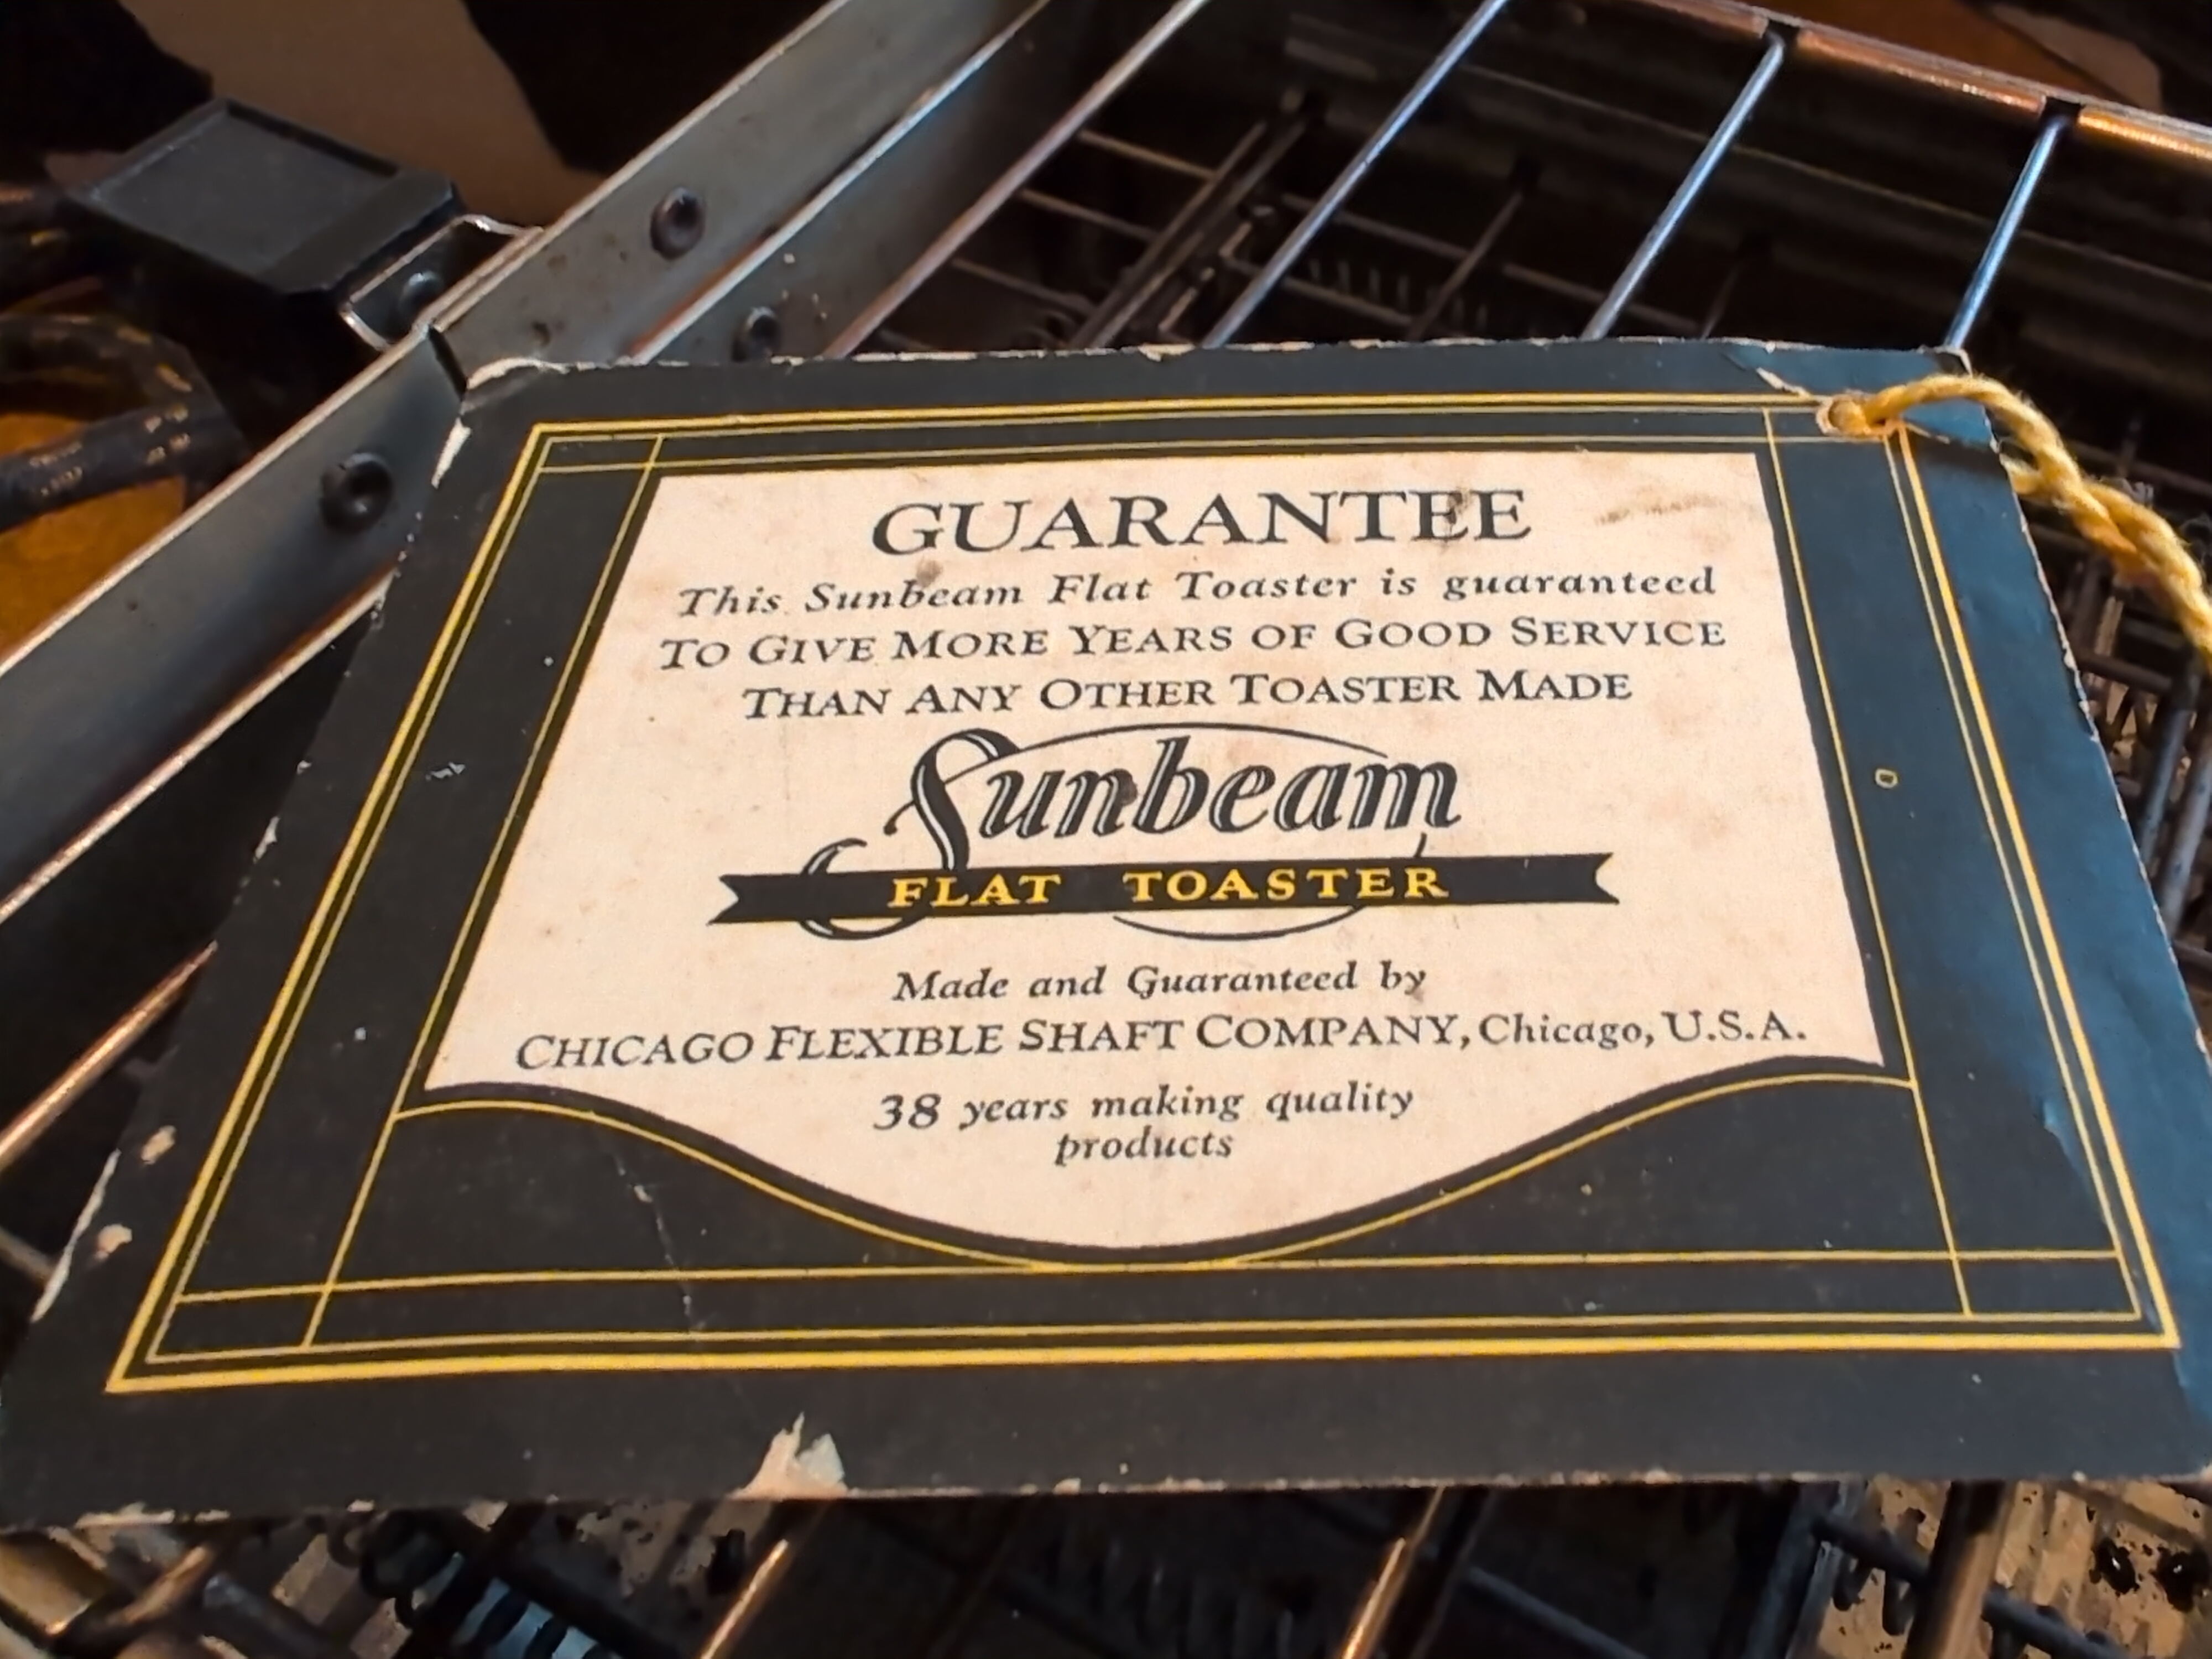 GUARANTEE
This Sunbeam Flat Toaster is guaranteed
TO GIVE MORE YEARS OF GOOD SERVICE
THAN ANY OTHER TOASTER MADE
Sunbeam
FLAT TOASTER
Made and Guaranteed by
CHICAGO FLEXIBLE SHAFT COMPANY, Chicago, U.S.A.
38 years making quality
products